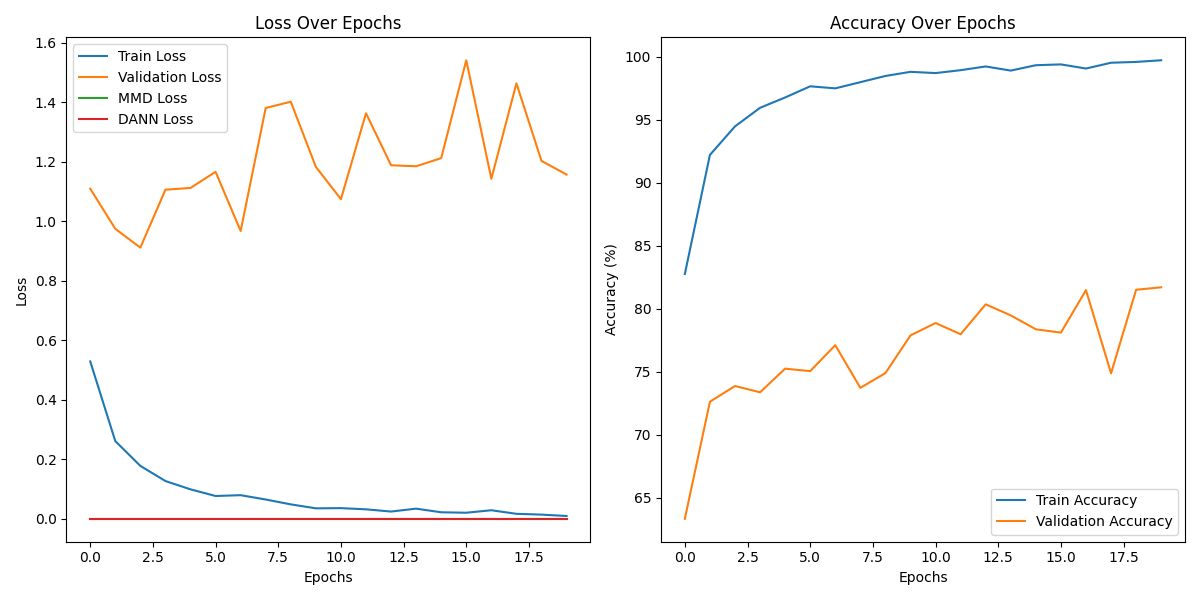 Loss Over Epochs
Train Loss
Validation Loss
MMD Loss
DANN Loss
1.6
1.4
1.2
1.0
0.8
0.6
0.4
0.2
0.0
Loss
0.0 2.5 5.0 7.5 10.0 12.5 15.0 17.5
Epochs
Accuracy Over Epochs
100
95
90
85
80
75
70
65
Accuracy (%)
Train Accuracy
Validation Accuracy
0.0 2.5 5.0 7.5 10.0 12.5 15.0 17.5
Epochs